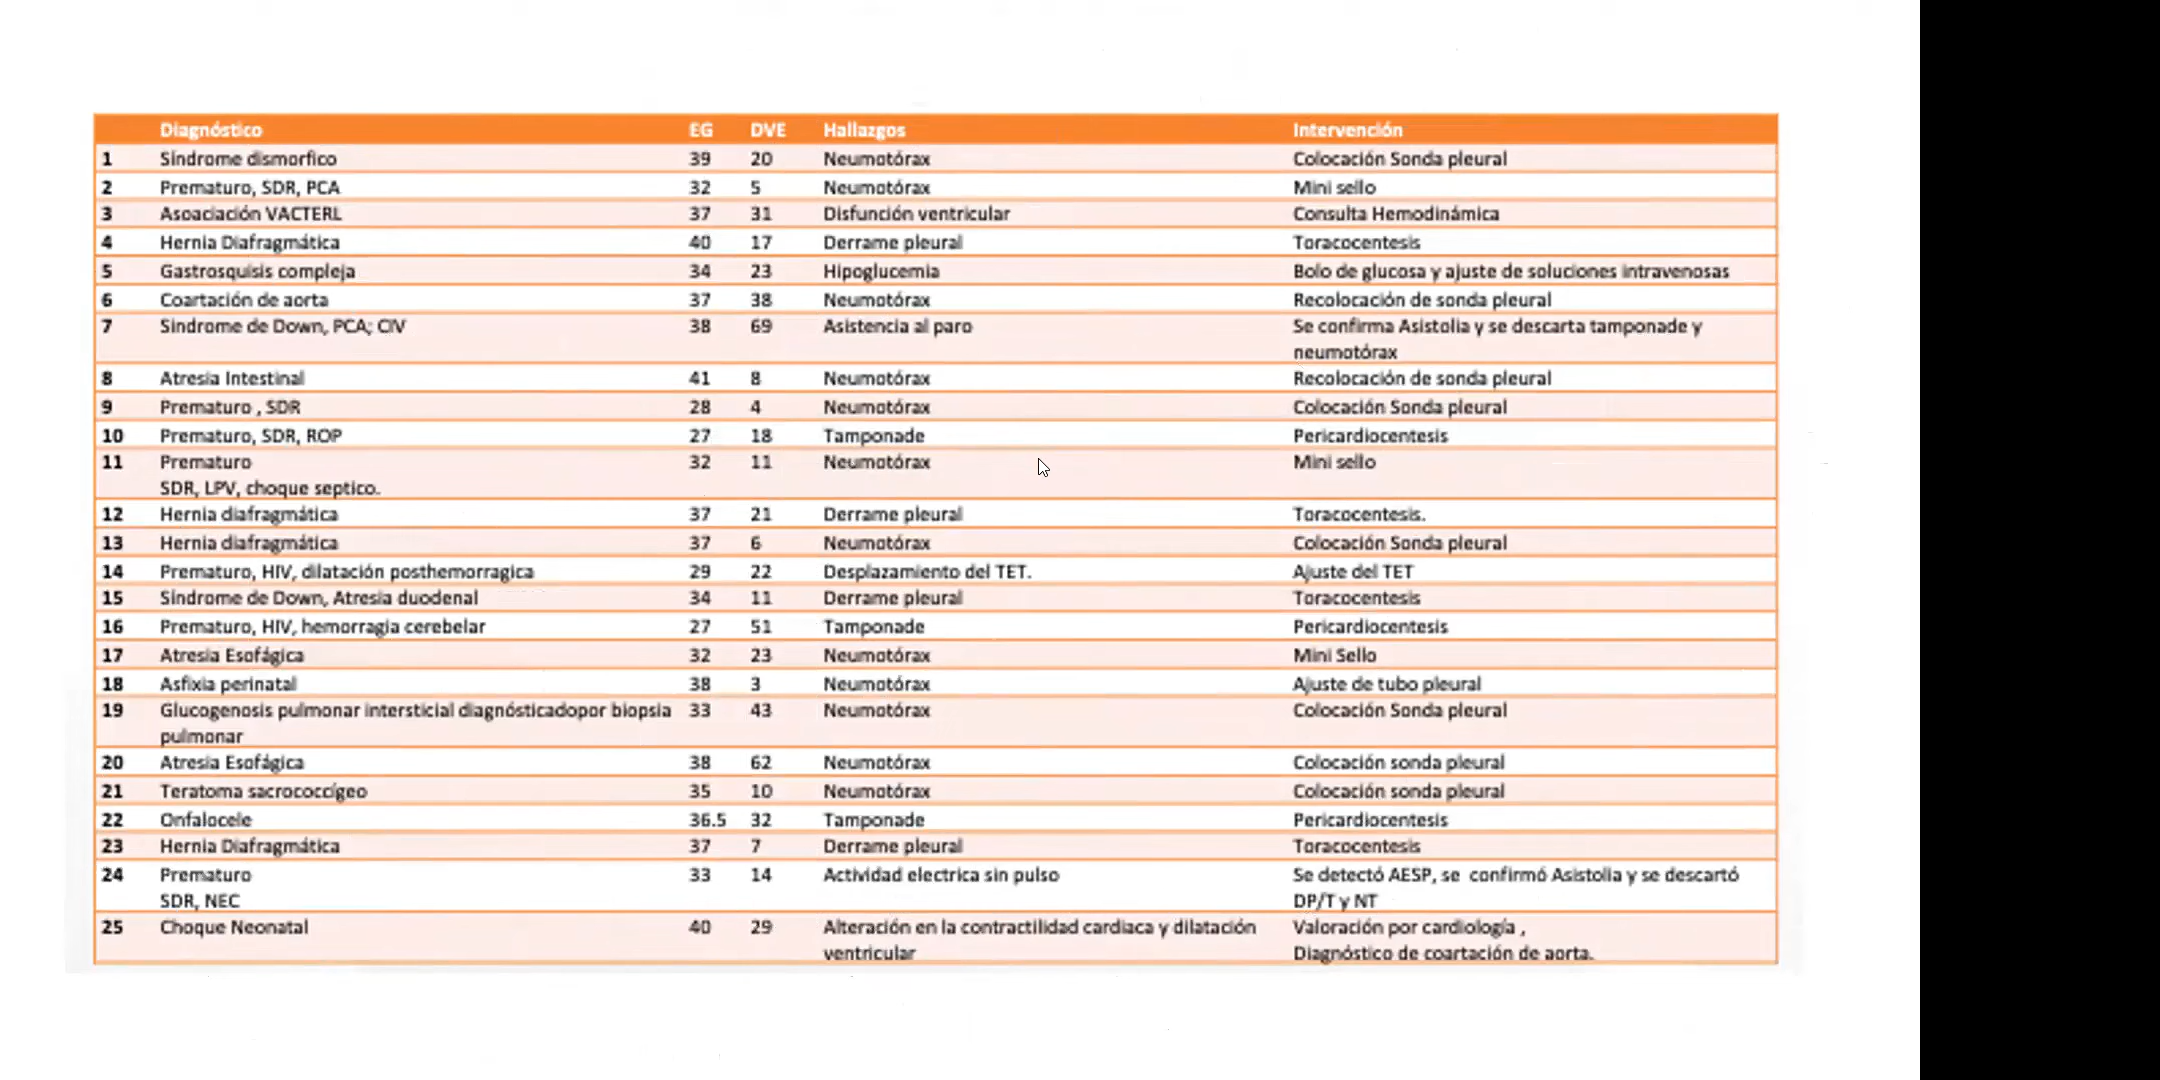 Diagnóstico EG DVE Hallazgos Intervención
1 Síndrome dismorfico 39 20 Neumotórax Colocación Sonda pleural
2 Prematuro, SDR, PCA 32 5 Neumotórax Mini sello
3 Asoaciación VACTERL 37 31 Disfunción ventricular Consulta Hemodinámica
4 Hernia Diafragmática 40 17 Derrame pleural Toracocentesis
5 Gastrosquisis compleja 34 23 Hipoglucemia Bolo de glucosa y ajuste de soluciones intravenosas
6 Coartación de aorta 37 38 Neumotórax Recolocación de sonda pleural
7 Síndrome de Down, PCA; CIV 38 69 Asistencia al paro Se confirma Asistolia y se descarta tamponade y
neumotórax
8 Atresia Intestinal 41 8 Neumotórax Recolocación de sonda pleural
9 Prematuro , SDR 28 4 Neumotórax Colocación Sonda pleural
10 Prematuro, SDR, ROP 27 18 Tamponade Pericardiocentesis
11 Prematuro 32 11 Neumotórax Mini sello
SDR, LPV, choque septico.
12 Hernia diafragmática 37 21 Derrame pleural Toracocentesis.
13 Hernia diafragmática 37 6 Neumotórax Colocación Sonda pleural
14 Prematuro, HIV, dilatación posthemorragica 29 22 Desplazamiento del TET. Ajuste del TET
15 Síndrome de Down, Atresia duodenal 34 11 Derrame pleural Toracocentesis
16 Prematuro, HIV, hemorragia cerebelar 27 51 Tamponade Pericardiocentesis
17 Atresia Esofágica 32 23 Neumotórax Mini Sello
18 Asfixia perinatal 38 3 Neumotórax Ajuste de tubo pleural
19 Glucogenosis pulmonar intersticial diagnósticadopor biopsia 33 43 Neumotórax Colocación Sonda pleural
pulmonar
20 Atresia Esofágica 38 62 Neumotórax Colocación sonda pleural
21 Teratoma sacrococcígeo 35 10 Neumotórax Colocación sonda pleural
22 Onfalocele 36.5 32 Tamponade Pericardiocentesis
23 Hernia Diafragmática 37 7 Derrame pleural Toracocentesis
24 Prematuro 33 14 Actividad electrica sin pulso Se detectó AESP, se confirmó Asistolia y se descartó
SDR, NEC DP/T y NT
25 Choque Neonatal 40 29 Alteración en la contractilidad cardiaca y dilatación Valoración por cardiología ,
ventricular Diagnóstico de coartación de aorta.